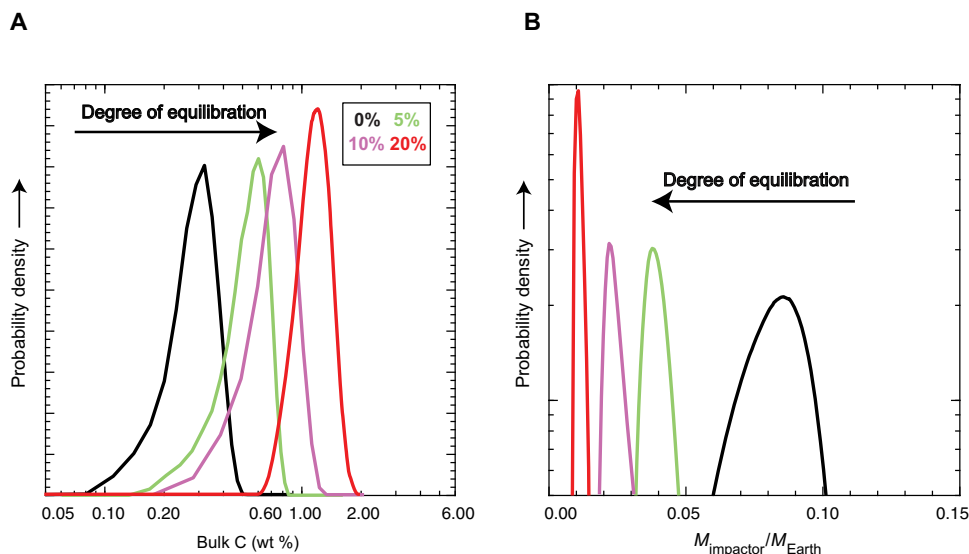 A
Degree of equilibration
0% 5%
10% 20%
Probability density
0.05 0.10 0.20 0.60 1.00 2.00 6.00
Bulk C (wt %)
B
Degree of equilibration
Probability density
0.00 0.05 0.10 0.15
Mimpactor/MEarth